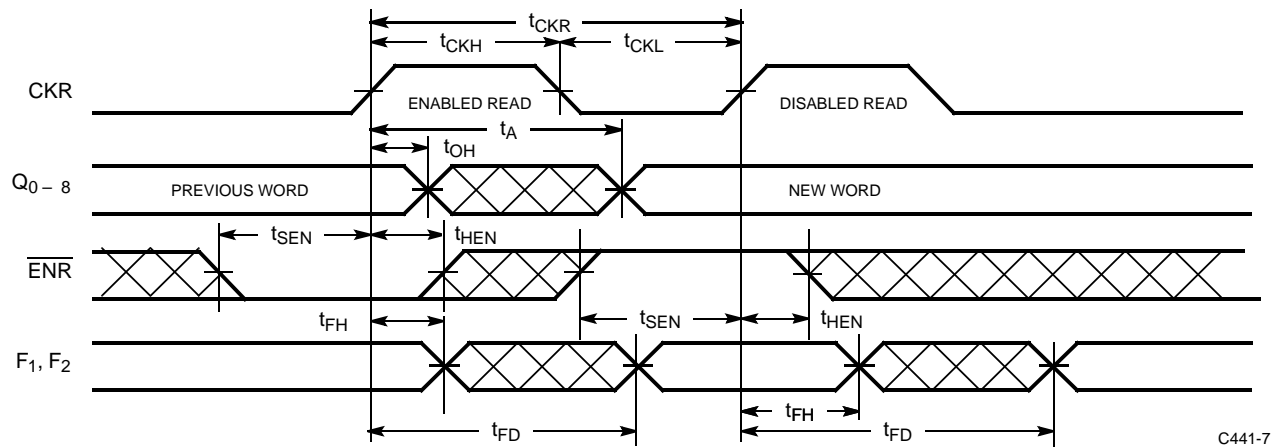 tCKR
tCKH
tCKL
CKR
ENABLED READ
DISABLED READ
tA
tOH
Q0 – 8
PREVIOUS WORD
NEW WORD
tSEN
tHEN
ENR
tFH
tSEN
tHEN
F1, F2
tFH
tFD
tFD
C441-7